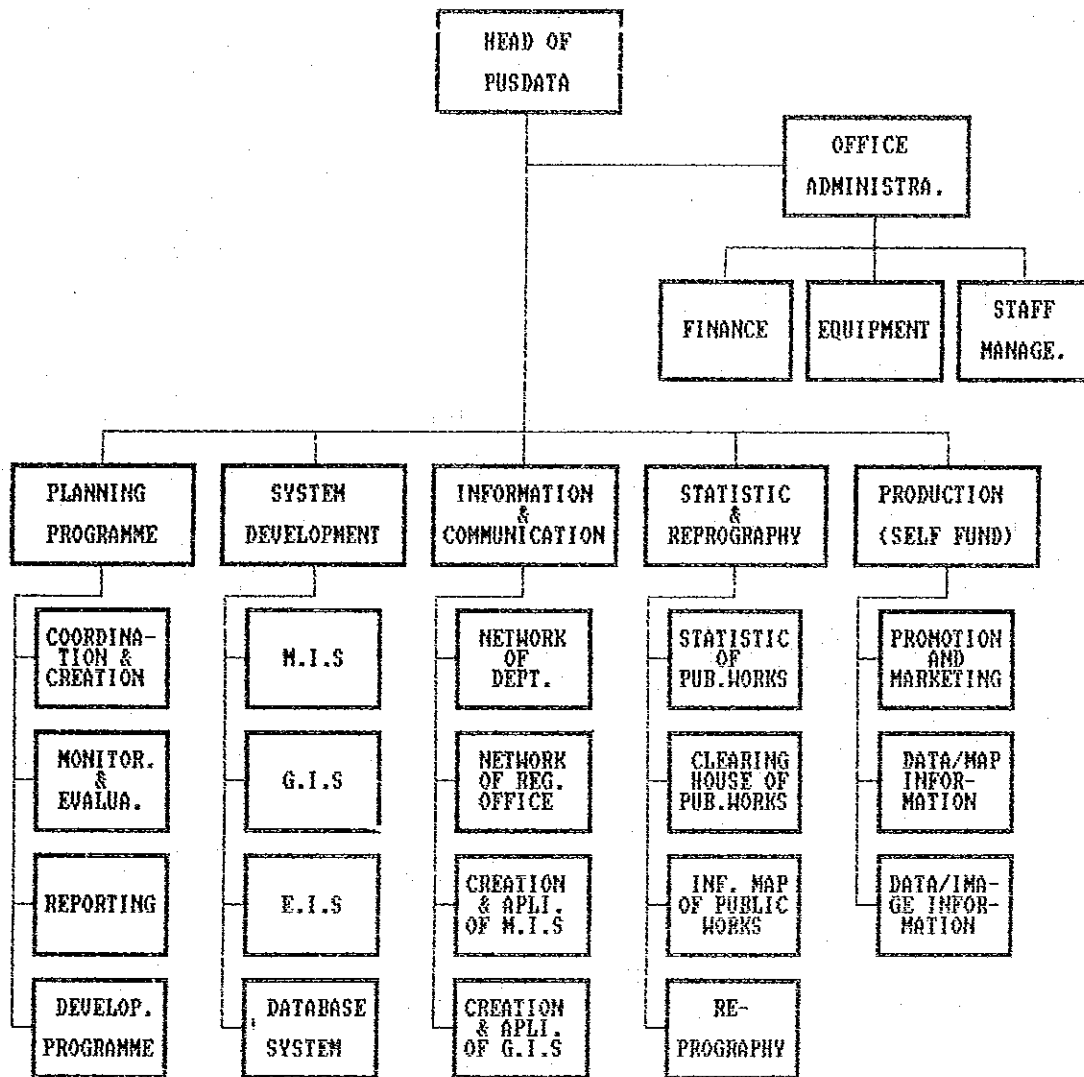 HEAD OF
PUSDATA
OFFICE
ADMINISTRA.
FINANCE
EQUIPMENT
STAFF
MANAGE.
PLANNING
PROGRAMME
SYSTEM
DEVELOPMENT
INFORMATION
&
COMMUNICATION
STATISTIC
&
REPROGRAPHY
PRODUCTION
(SELF FUND)
COORDINA-
TION &
CREATION
MONITOR.
&
EVALUA.
REPORTING
DEVELOP.
PROGRAMME
M.I.S
G.I.S
E.I.S
DATABASE
SYSTEM
NETWORK
OF
DEPT.
NETWORK
OF REG.
OFFICE
CREATION
& APLI.
OF M.I.S
CREATION
& APLI.
OF G.I.S
STATISTIC
OF
PUB.WORKS
CLEARING
HOUSE OF
PUB.WORKS
INF. MAP
OF PUBLIC
WORKS
RE-
PROGRAPHY
PROMOTION
AND
MARKETING
DATA/MAP
INFOR-
MATION
DATA/IMA-
GE INFOR-
MATION